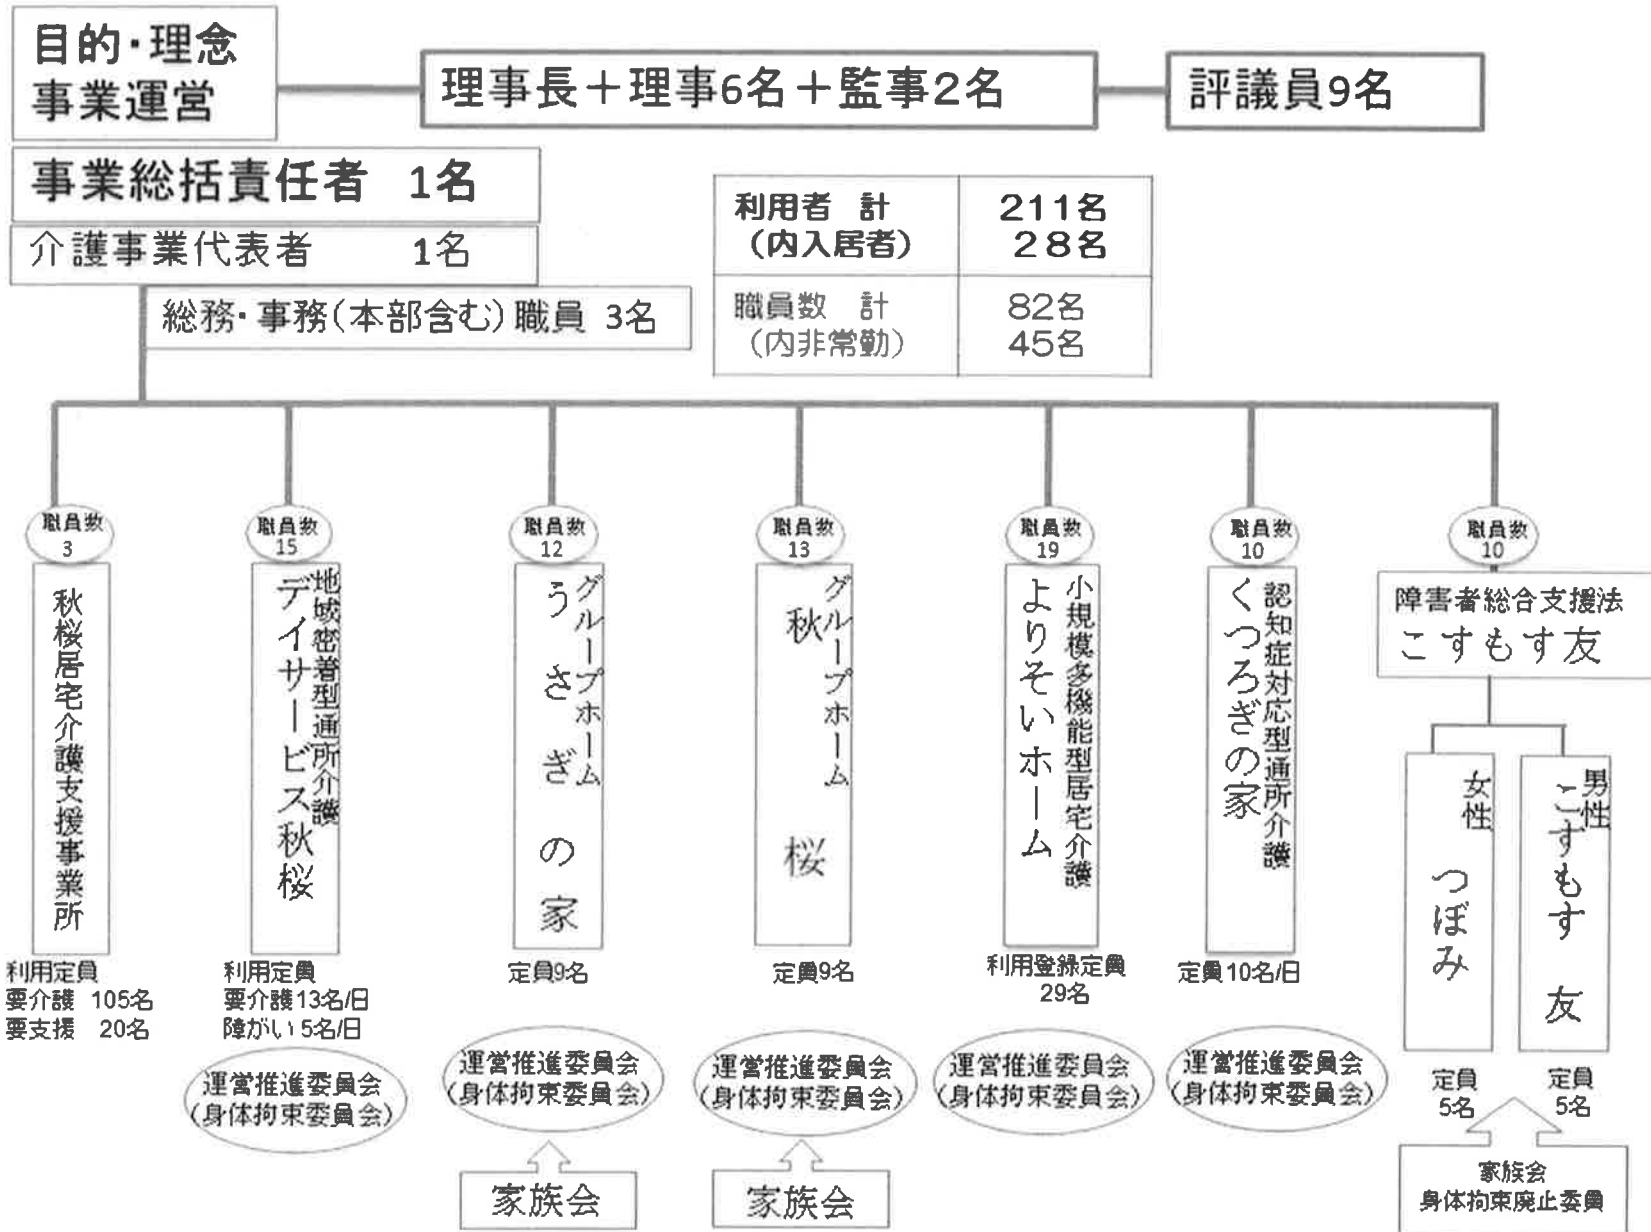 目的・理念
事業運営
理事長＋理事6名＋監事2名
評議員9名
事業総括責任者 1名
介護事業代表者 1名
総務・事務(本部含む)職員 3名
利用者 計 211名
(内入居者) 28名
職員数 計 82名
(内非常勤) 45名
職員数
3
秋桜居宅介護支援事業所
利用定員
要介護 105名
要支援 20名
職員数
15
地域密着型通所介護
デイサービス秋桜
利用定員
要介護13名/日
障がい5名/日
運営推進委員会
(身体拘束委員会)
職員数
12
グループホーム
うさぎの家
定員9名
運営推進委員会
(身体拘束委員会)
家族会
職員数
13
グループホーム
秋桜
定員9名
運営推進委員会
(身体拘束委員会)
家族会
職員数
19
小規模多機能型居宅介護
よりそいホーム
利用登録定員
29名
運営推進委員会
(身体拘束委員会)
職員数
10
認知症対応型通所介護
くつろぎの家
定員10名/日
運営推進委員会
(身体拘束委員会)
職員数
10
障害者総合支援法
こすもす友
男性
こすもす 友
定員
5名
女性
つぼみ
定員
5名
家族会
身体拘束廃止委員